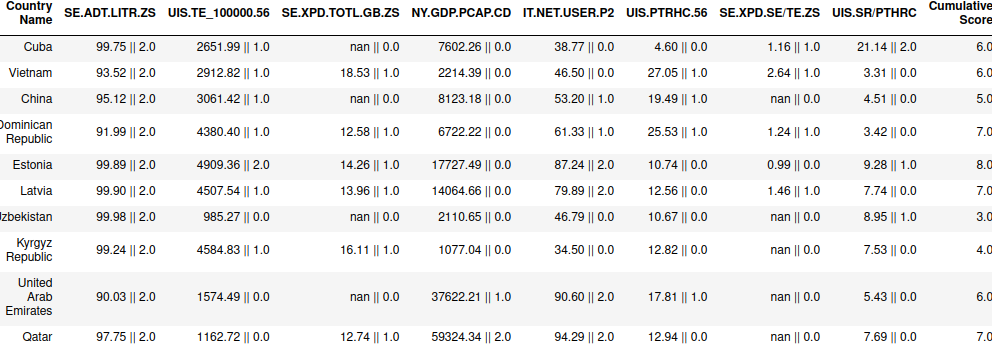 Country Name SE.ADT.LITR.ZS UIS.TE_100000.56 SE.XPD.TOTL.GB.ZS NY.GDP.PCAP.CD IT.NET.USER.P2 UIS.PTRHC.56 SE.XPD.SE/TE.ZS UIS.SR/PTHRC Cumulative Score
Cuba 99.75 || 2.0 2651.99 || 1.0 nan || 0.0 7602.26 || 0.0 38.77 || 0.0 4.60 || 0.0 1.16 || 1.0 21.14 || 2.0 6.0
Vietnam 93.52 || 2.0 2912.82 || 1.0 18.53 || 1.0 2214.39 || 0.0 46.50 || 0.0 27.05 || 1.0 2.64 || 1.0 3.31 || 0.0 6.0
China 95.12 || 2.0 3061.42 || 1.0 nan || 0.0 8123.18 || 0.0 53.20 || 1.0 19.49 || 1.0 nan || 0.0 4.51 || 0.0 5.0
Dominican Republic 91.99 || 2.0 4380.40 || 1.0 12.58 || 1.0 6722.22 || 0.0 61.33 || 1.0 25.53 || 1.0 1.24 || 1.0 3.42 || 0.0 7.0
Estonia 99.89 || 2.0 4909.36 || 2.0 14.26 || 1.0 17727.49 || 0.0 87.24 || 2.0 10.74 || 0.0 0.99 || 0.0 9.28 || 1.0 8.0
Latvia 99.90 || 2.0 4507.54 || 1.0 13.96 || 1.0 14064.66 || 0.0 79.89 || 2.0 12.56 || 0.0 1.46 || 1.0 7.74 || 0.0 7.0
Uzbekistan 99.98 || 2.0 985.27 || 0.0 nan || 0.0 2110.65 || 0.0 46.79 || 0.0 10.67 || 0.0 nan || 0.0 8.95 || 1.0 3.0
Kyrgyz Republic 99.24 || 2.0 4584.83 || 1.0 16.11 || 1.0 1077.04 || 0.0 34.50 || 0.0 12.82 || 0.0 nan || 0.0 7.53 || 0.0 4.0
United Arab Emirates 90.03 || 2.0 1574.49 || 0.0 nan || 0.0 37622.21 || 1.0 90.60 || 2.0 17.81 || 1.0 nan || 0.0 5.43 || 0.0 6.0
Qatar 97.75 || 2.0 1162.72 || 0.0 12.74 || 1.0 59324.34 || 2.0 94.29 || 2.0 12.94 || 0.0 nan || 0.0 7.69 || 0.0 7.0